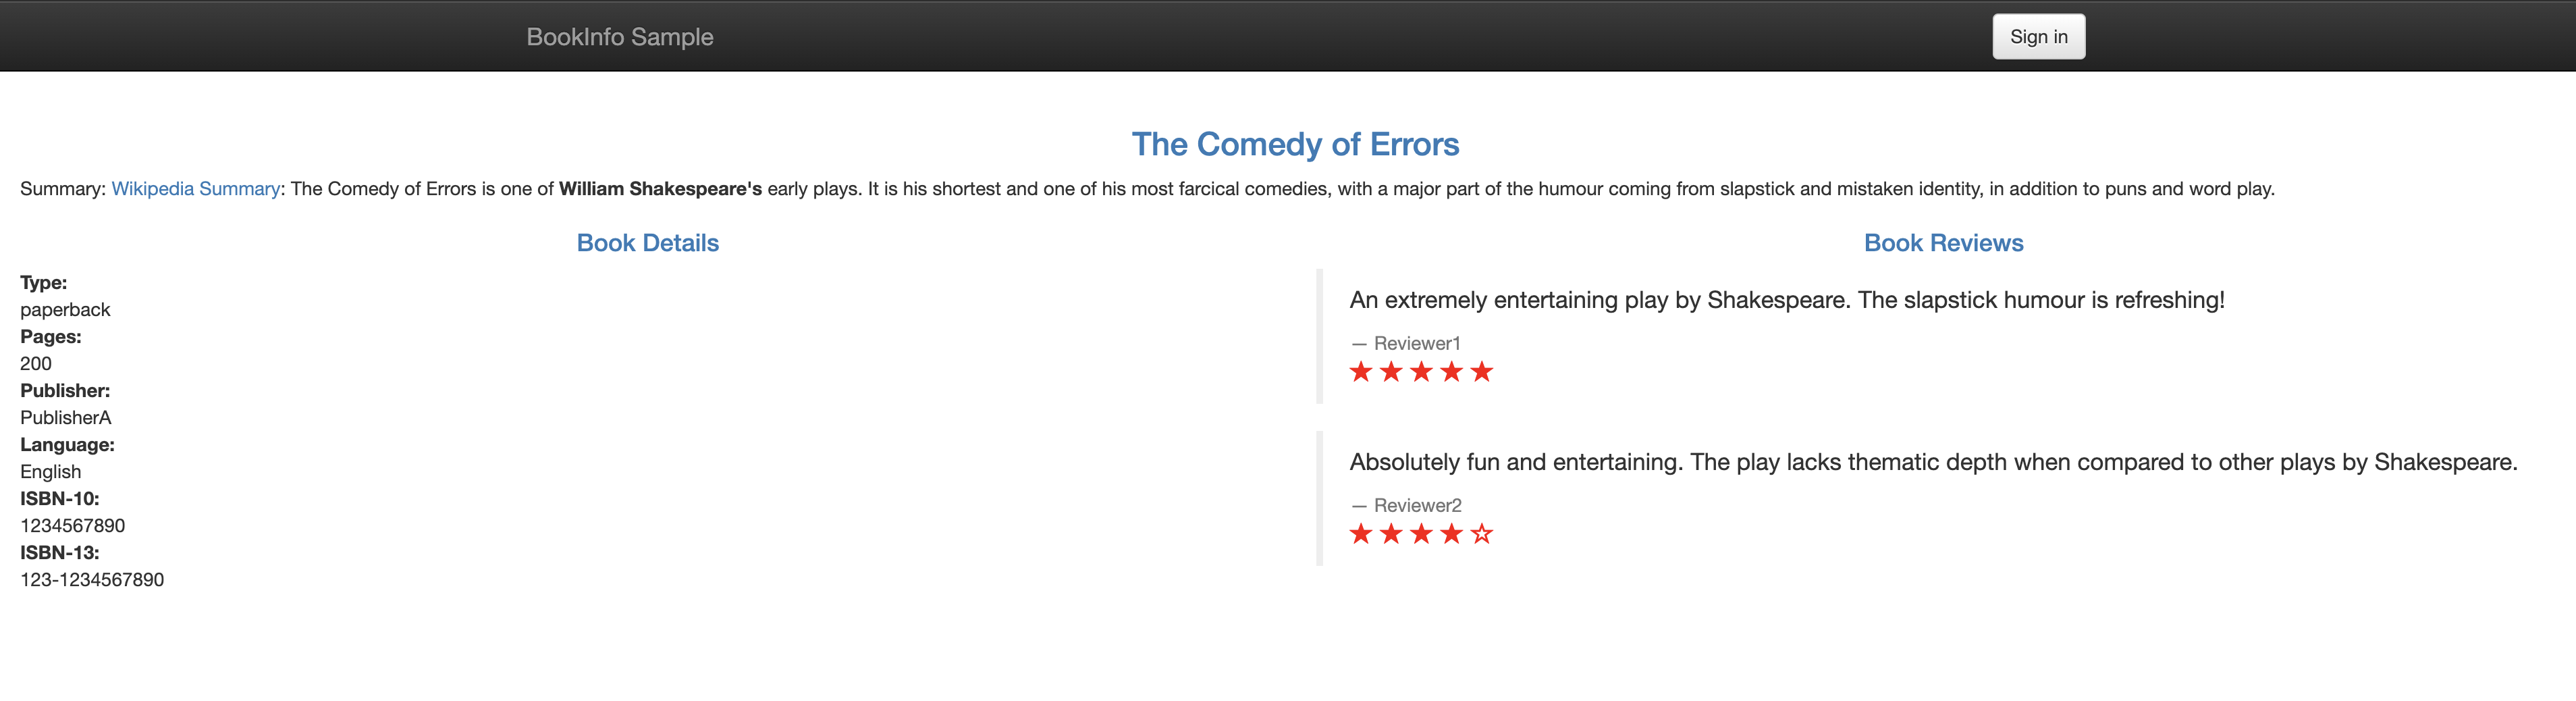 BookInfo Sample
Sign in
The Comedy of Errors
Summary: Wikipedia Summary: The Comedy of Errors is one of William Shakespeare's early plays. It is his shortest and one of his most farcical comedies, with a major part of the humour coming from slapstick and mistaken identity, in addition to puns and word play.
Book Details
Type:
paperback
Pages:
200
Publisher:
PublisherA
Language:
English
ISBN-10:
1234567890
ISBN-13:
123-1234567890
Book Reviews
An extremely entertaining play by Shakespeare. The slapstick humour is refreshing!
— Reviewer1
Absolutely fun and entertaining. The play lacks thematic depth when compared to other plays by Shakespeare.
— Reviewer2